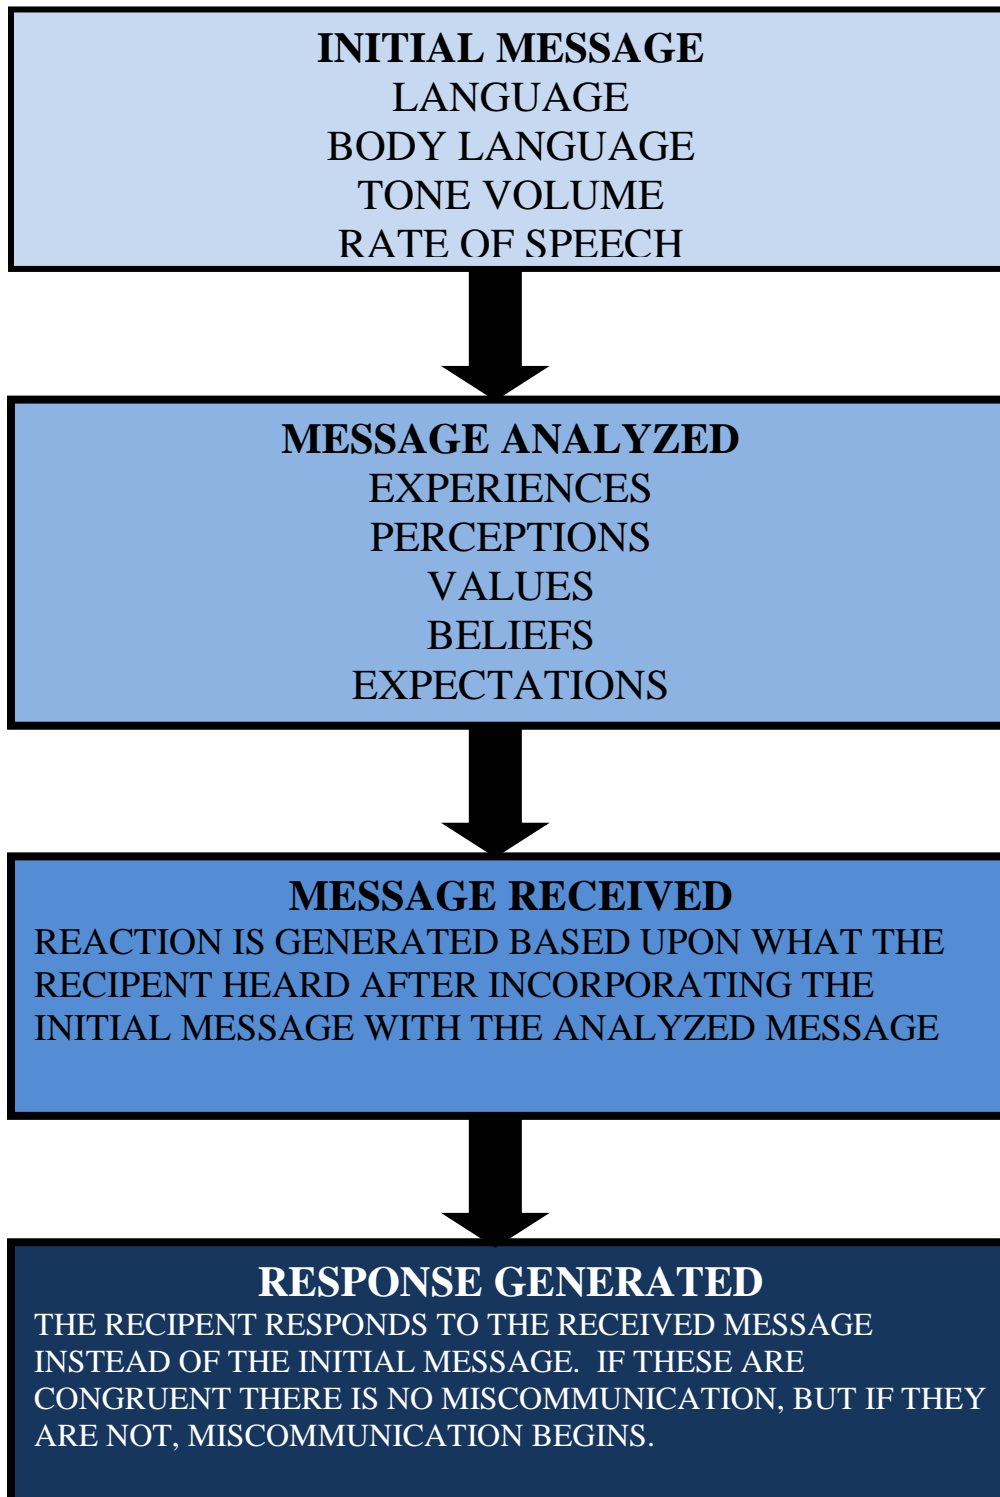 INITIAL MESSAGE
LANGUAGE
BODY LANGUAGE
TONE VOLUME
RATE OF SPEECH
MESSAGE ANALYZED
EXPERIENCES
PERCEPTIONS
VALUES
BELIEFS
EXPECTATIONS
MESSAGE RECEIVED
REACTION IS GENERATED BASED UPON WHAT THE
RECIPENT HEARD AFTER INCORPORATING THE
INITIAL MESSAGE WITH THE ANALYZED MESSAGE
RESPONSE GENERATED
THE RECIPENT RESPONDS TO THE RECEIVED MESSAGE
INSTEAD OF THE INITIAL MESSAGE.  IF THESE ARE
CONGRUENT THERE IS NO MISCOMMUNICATION, BUT IF THEY
ARE NOT, MISCOMMUNICATION BEGINS.